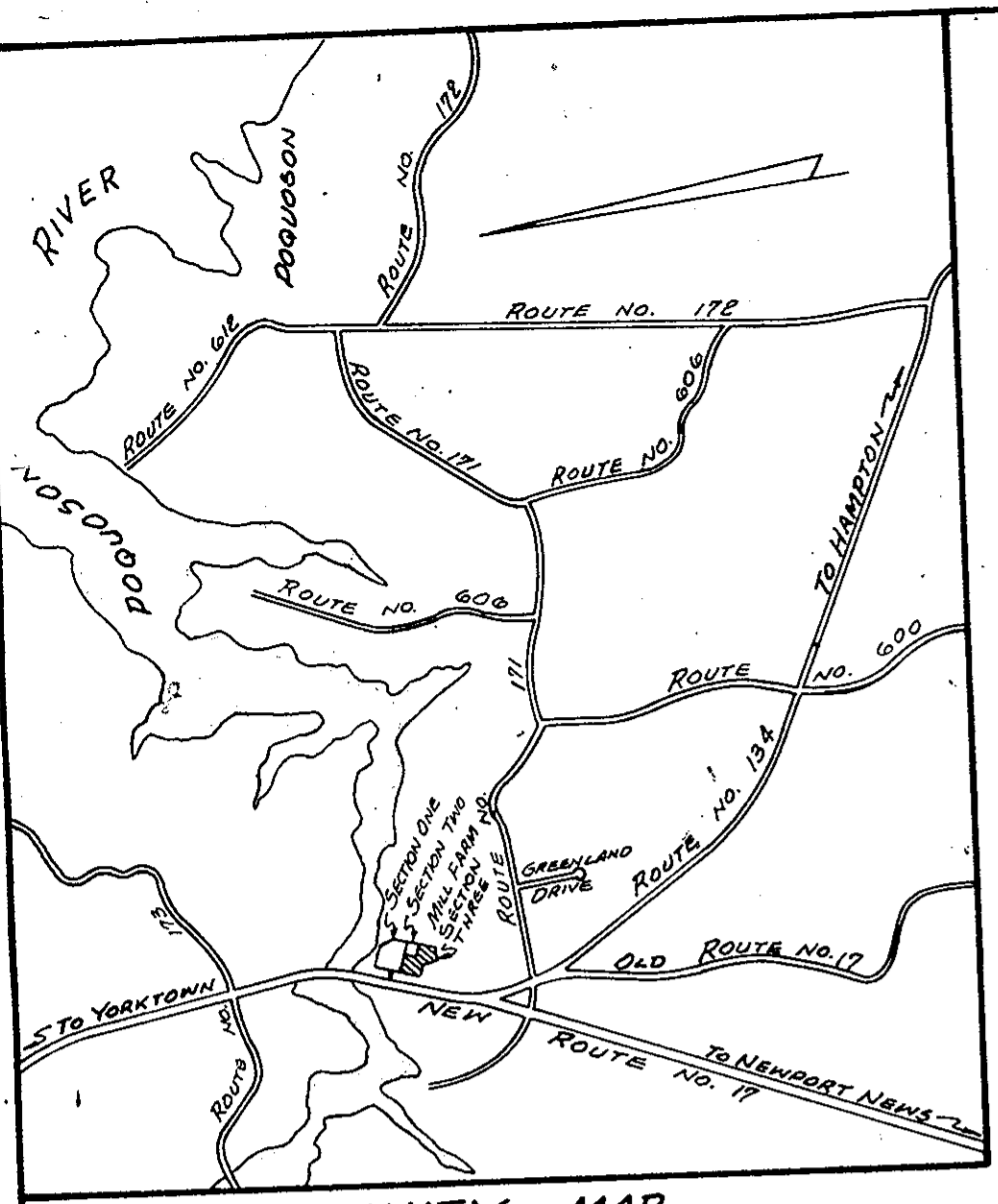 RIVER
POQUOSON
ROUTE NO. 172
ROUTE NO. 172
ROUTE NO. 612
ROUTE NO. 171
ROUTE NO. 606
TO HAMPTON
POQUOSON
ROUTE NO. 606
171
ROUTE NO. 600
ROUTE NO. 134
SECTION ONE
SECTION TWO
MILL FARM
SECTION
THREE
ROUTE NO.
GREENLAND
DRIVE
173
ROUTE NO.
OLD ROUTE NO. 17
TO YORKTOWN
NEW
ROUTE NO. 17
TO NEWPORT NEWS
MAP